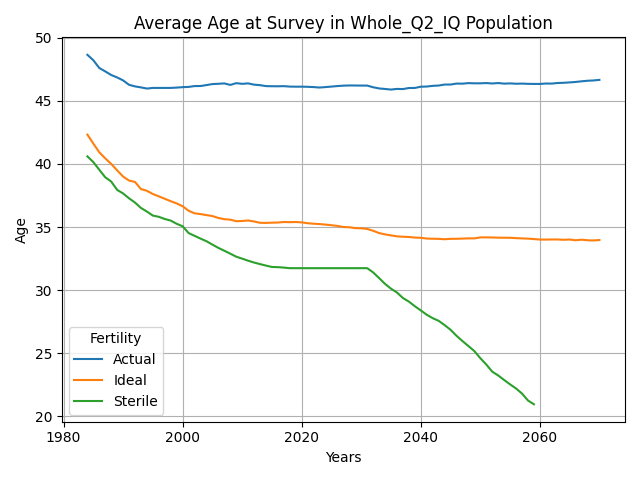 Average Age at Survey in Whole_Q2_IQ Population
50
45
40
35
30
25
20
Age
Fertility
Actual
Ideal
Sterile
1980
2000
2020
2040
2060
Years